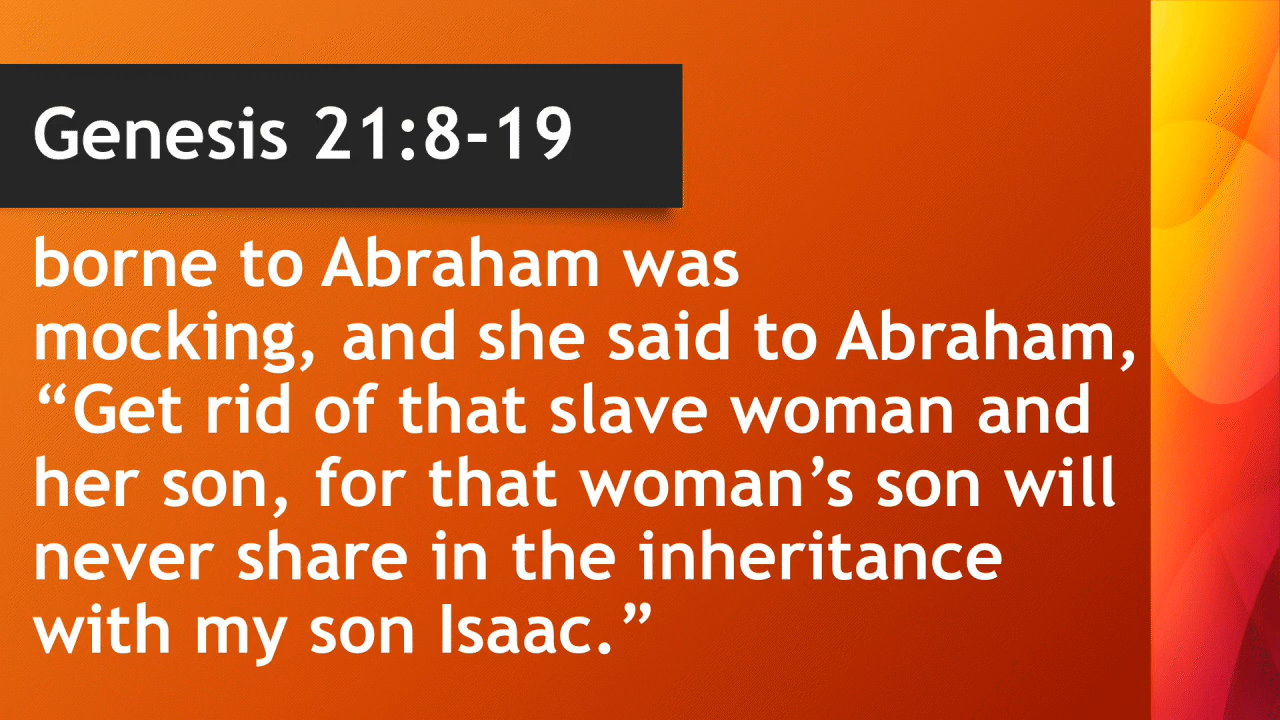 Genesis 21:8-19
borne to Abraham was
mocking, and she said to Abraham,
“Get rid of that slave woman and
her son, for that woman’s son will
never share in the inheritance
with my son Isaac.”